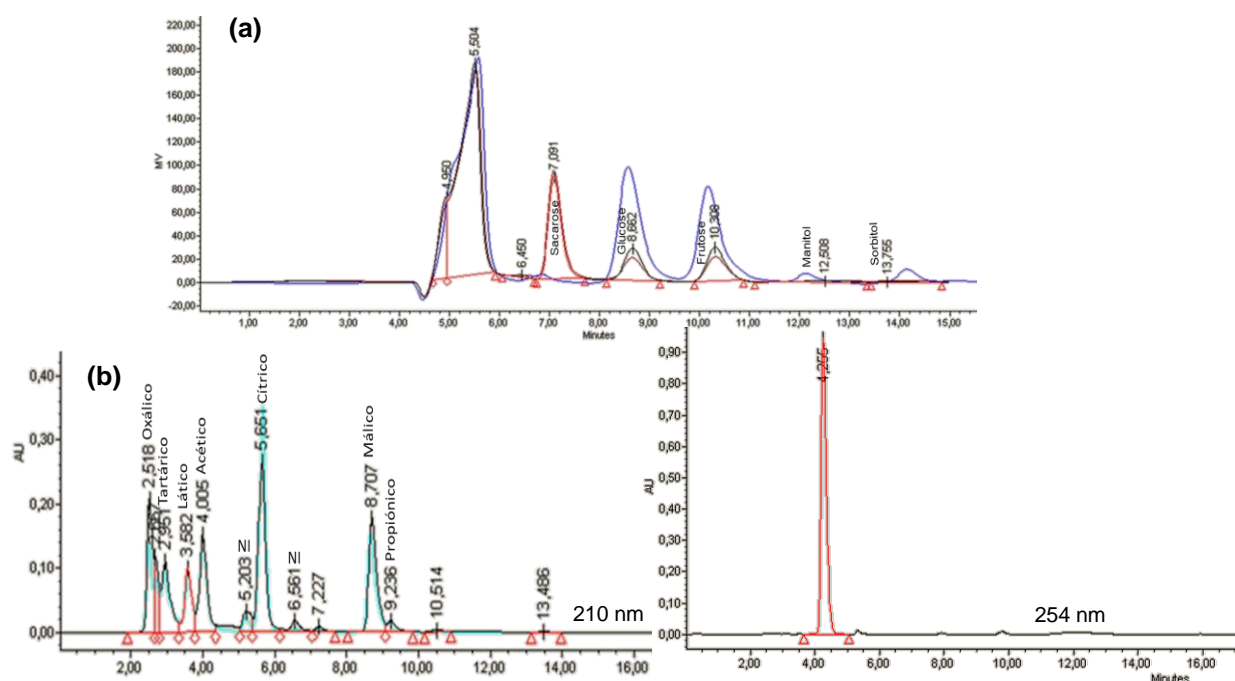 (a)
220,00
200,00
180,00
160,00
140,00
120,00
100,00
80,00
60,00
40,00
20,00
0,00
-20,00
MV
4,950
5,504
6,450
Sacarose
7,091
Glucose
8,662
Frutose
10,308
Manitol
12,508
Sorbitol
13,755
1,00 2,00 3,00 4,00 5,00 6,00 7,00 8,00 9,00 10,00 11,00 12,00 13,00 14,00 15,00
Minutes
(b)
0,40
0,30
0,20
0,10
0,00
AU
2,518 Oxálico
2,951 Tartárico
3,582 Lático
4,005 Acético
5,203 NI
5,651 Cítrico
6,561 NI
7,227
8,707 Málico
9,236 Propiónico
10,514
13,486
210 nm
2,00 4,00 6,00 8,00 10,00 12,00 14,00 16,00
0,90
0,80
0,70
0,60
0,50
0,40
0,30
0,20
0,10
0,00
AU
4,255
254 nm
2,00 4,00 6,00 8,00 10,00 12,00 14,00 16,00
Minutes